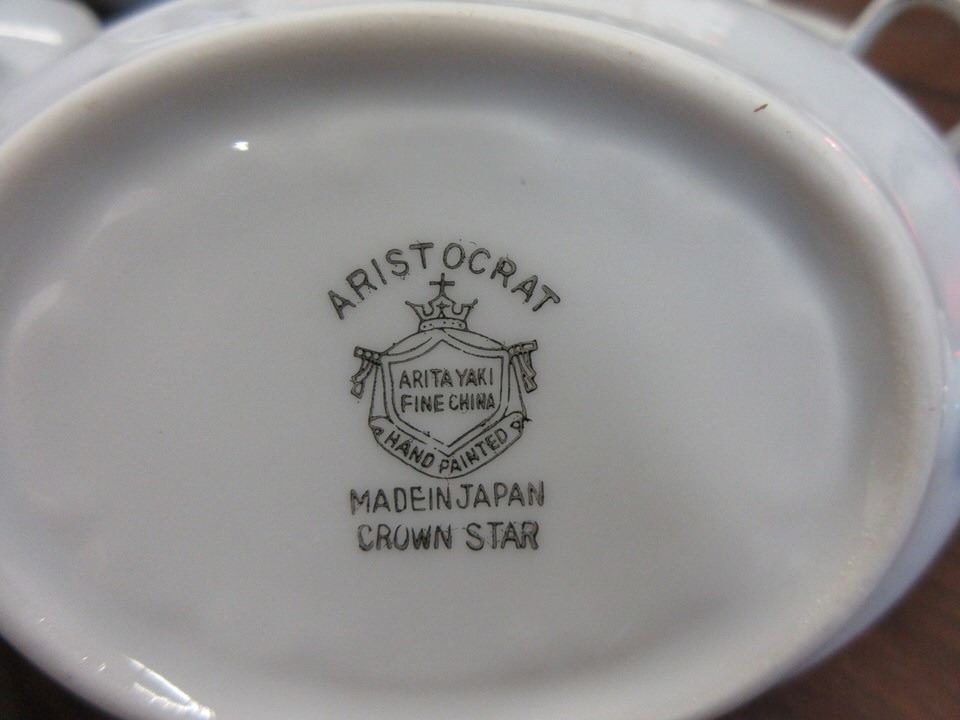 ARISTOCRAT
ARITA YAKI
FINE CHINA
HAND PAINTED
MADE IN JAPAN
CROWN STAR